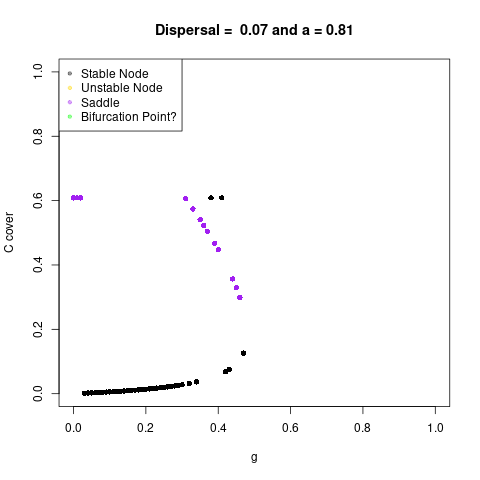 Dispersal =  0.07 and a = 0.81
Stable Node
Unstable Node
Saddle
Bifurcation Point?
C cover
1.0
0.8
0.6
0.4
0.2
0.0
0.0 0.2 0.4 0.6 0.8 1.0
g